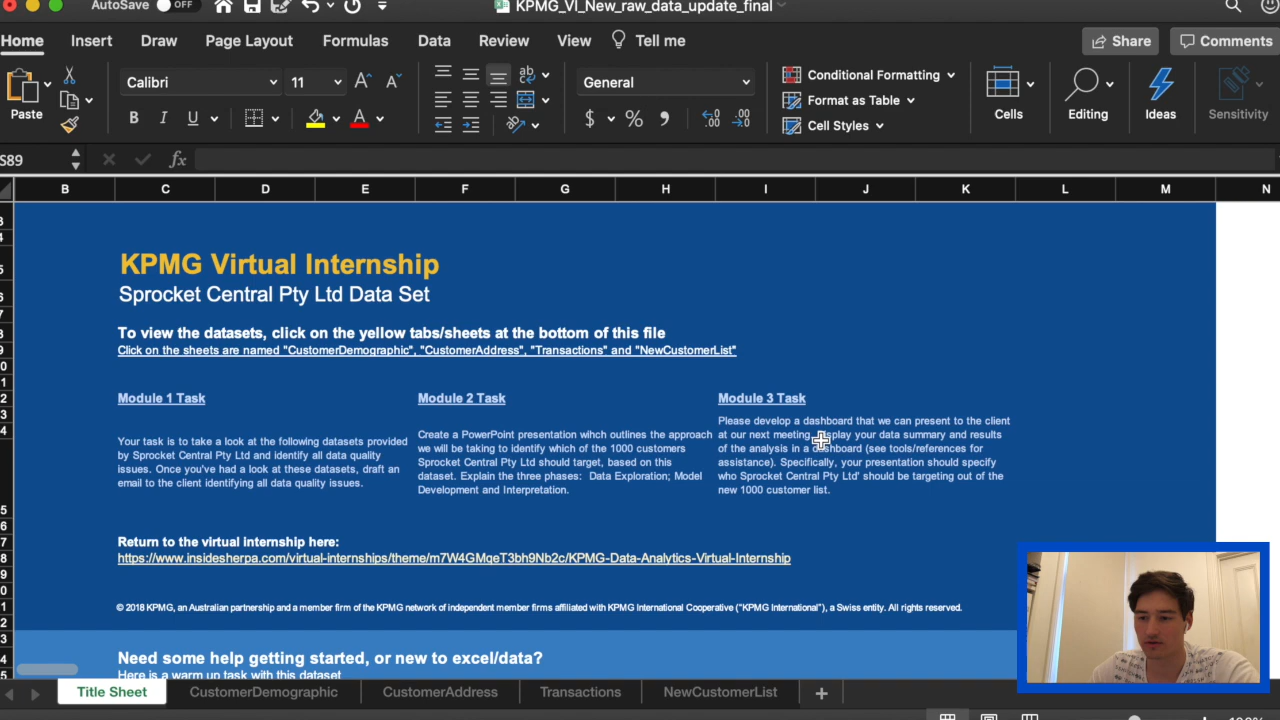 AutoSave OFF KPMG_VI_New_raw_data_update_final
Home Insert Draw Page Layout Formulas Data Review View Tell me Share Comments
Calibri 11 General Conditional Formatting
Format as Table
Cell Styles
Paste B I U A $ % Cells Editing Ideas Sensitivity
S89 fx
B C D E F G H I J K L M N
KPMG Virtual Internship
Sprocket Central Pty Ltd Data Set
To view the datasets, click on the yellow tabs/sheets at the bottom of this file
Click on the sheets are named "CustomerDemographic", "CustomerAddress", "Transactions" and "NewCustomerList"
Module 1 Task
Your task is to take a look at the following datasets provided
by Sprocket Central Pty Ltd and identify all data quality
issues. Once you've had a look at these datasets, draft an
email to the client identifying all data quality issues.
Module 2 Task
Create a PowerPoint presentation wihch outlines the approach
we will be taking to identify which of the 1000 customers
Sprocket Central Pty Ltd should target, based on this
dataset. Explain the three phases: Data Exploration; Model
Development and Interpretation.
Module 3 Task
Please develop a dashboard that we can present to the client
at our next meeting. Display your data summary and results
of the analysis in a dashboard (see tools/references for
assistance). Specifically, your presentation should specify
who Sprocket Central Pty Ltd' should be targeting out of the
new 1000 customer list.
Return to the virtual internship here:
https://www.insidesherpa.com/virtual-internships/theme/m7W4GMqeT3bh9Nb2c/KPMG-Data-Analytics-Virtual-Internship
© 2018 KPMG, an Australian partnership and a member firm of the KPMG network of independent member firms affiliated with KPMG International Cooperative ("KPMG International"), a Swiss entity. All rights reserved.
Need some help getting started, or new to excel/data?
Here is a warm up task with this dataset
Title Sheet CustomerDemographic CustomerAddress Transactions NewCustomerList